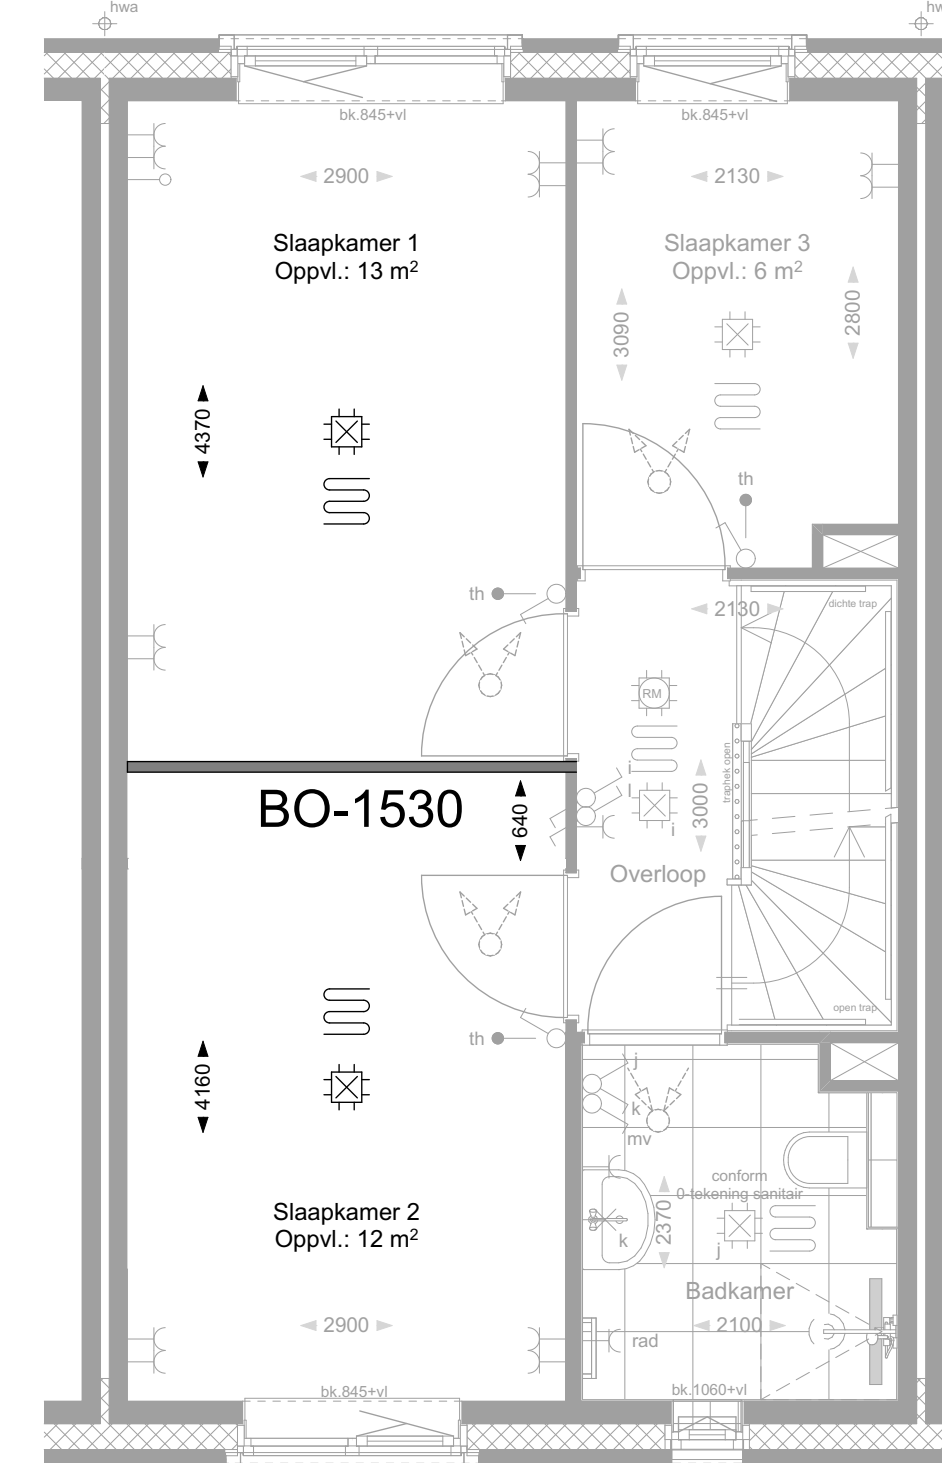 hwa
hw
bk.845+vl
bk.845+vl
2900
2130
Slaapkamer 1
Oppvl.: 13 m²
Slaapkamer 3
Oppvl.: 6 m²
3090
2800
4370
th
th
2130
dichte trap
RM
traphek open
i
i
i
3000
BO-1530
640
Overloop
open trap
th
4160
j
k
mv
conform
0-tekening sanitair
2370
k
j
Slaapkamer 2
Oppvl.: 12 m²
Badkamer
2900
2100
rad
bk.845+vl
bk.1060+vl